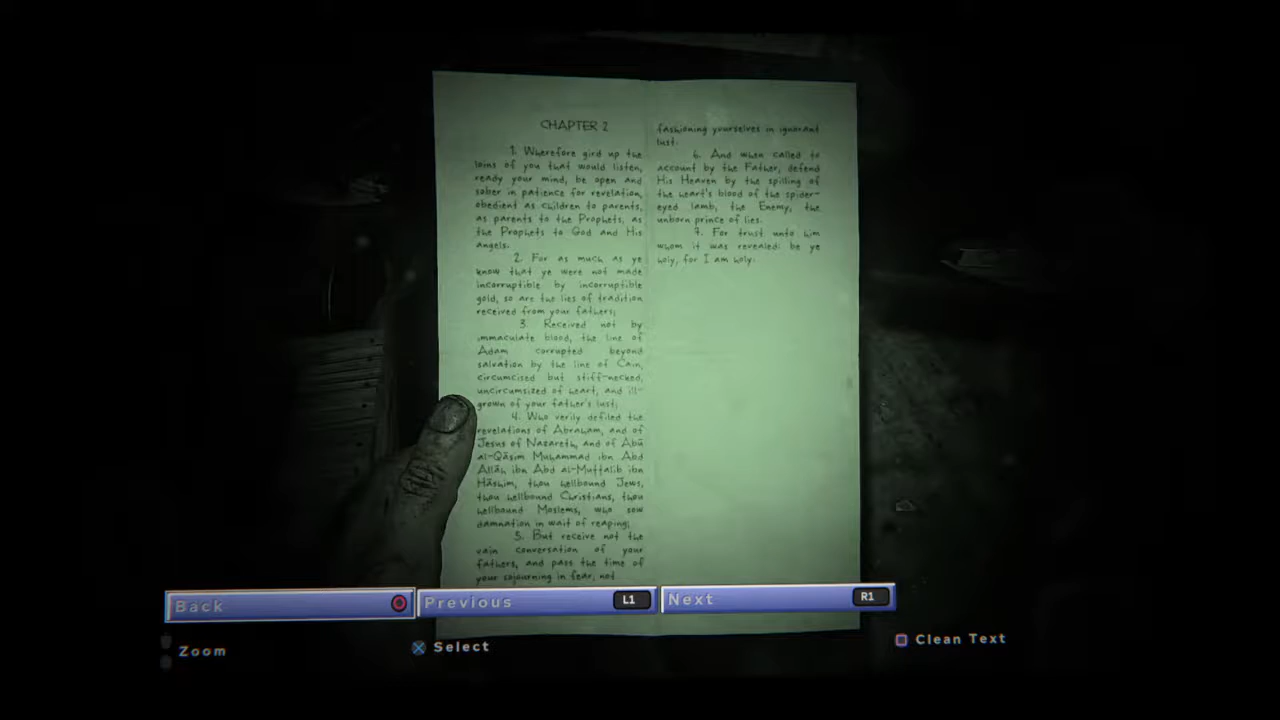 CHAPTER 2
1. Wherefore gird up the
loins of you that would listen,
ready your mind, be open and
sober in patience for revelation,
obedient as children to parents,
as parents to the Prophets, as
the Prophets to God and His
angels.
2. For as much as ye
know that ye were not made
incorruptible by incorruptible
gold, so are the lies of tradition
received from your fathers;
3. Received not by
immaculate blood, the line of
Adam corrupted beyond
salvation by the line of Cain,
circumcised but stiff-necked,
uncircumsized of heart, and ill-
grown of your father's lust;
4. Who verily defiled the
revelations of Abraham, and of
Jesus of Nazareth, and of Abū
al-Qāsim Muhammad ibn Abd
Allāh ibn Abd al-Muttalib ibn
Hāshim, thou hellbound Jews,
thou hellbound Christians, thou
hellbound Moslems, who sow
damnation in wait of reaping;
5. But receive not the
vain conversation of your
fathers, and pass the time of
your sojourning in fear, not
fashioning yourselves in ignorant
lust.
6. And when called to
account by the Father, defend
His Heaven by the spilling of
the heart's blood of the spider-
eyed lamb, the Enemy, the
unborn prince of lies.
7. For trust unto him
whom it was revealed: be ye
holy, for I am holy.
Back
Previous L1
Next R1
Zoom
Select
Clean Text